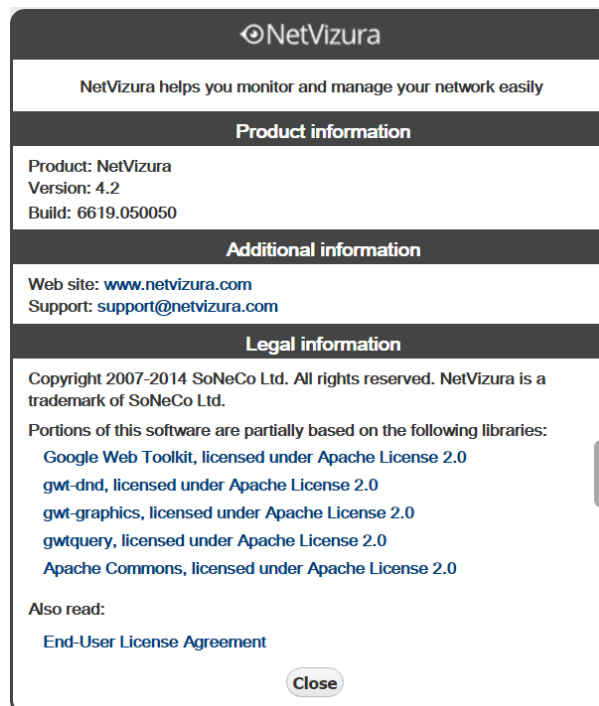 NetVizura
NetVizura helps you monitor and manage your network easily
Product information
Product: NetVizura
Version: 4.2
Build: 6619.050050
Additional information
Web site: www.netvizura.com
Support: support@netvizura.com
Legal information
Copyright 2007-2014 SoNeCo Ltd. All rights reserved. NetVizura is a
trademark of SoNeCo Ltd.
Portions of this software are partially based on the following libraries:
Google Web Toolkit, licensed under Apache License 2.0
gwt-dnd, licensed under Apache License 2.0
gwt-graphics, licensed under Apache License 2.0
gwtquery, licensed under Apache License 2.0
Apache Commons, licensed under Apache License 2.0
Also read:
End-User License Agreement
Close